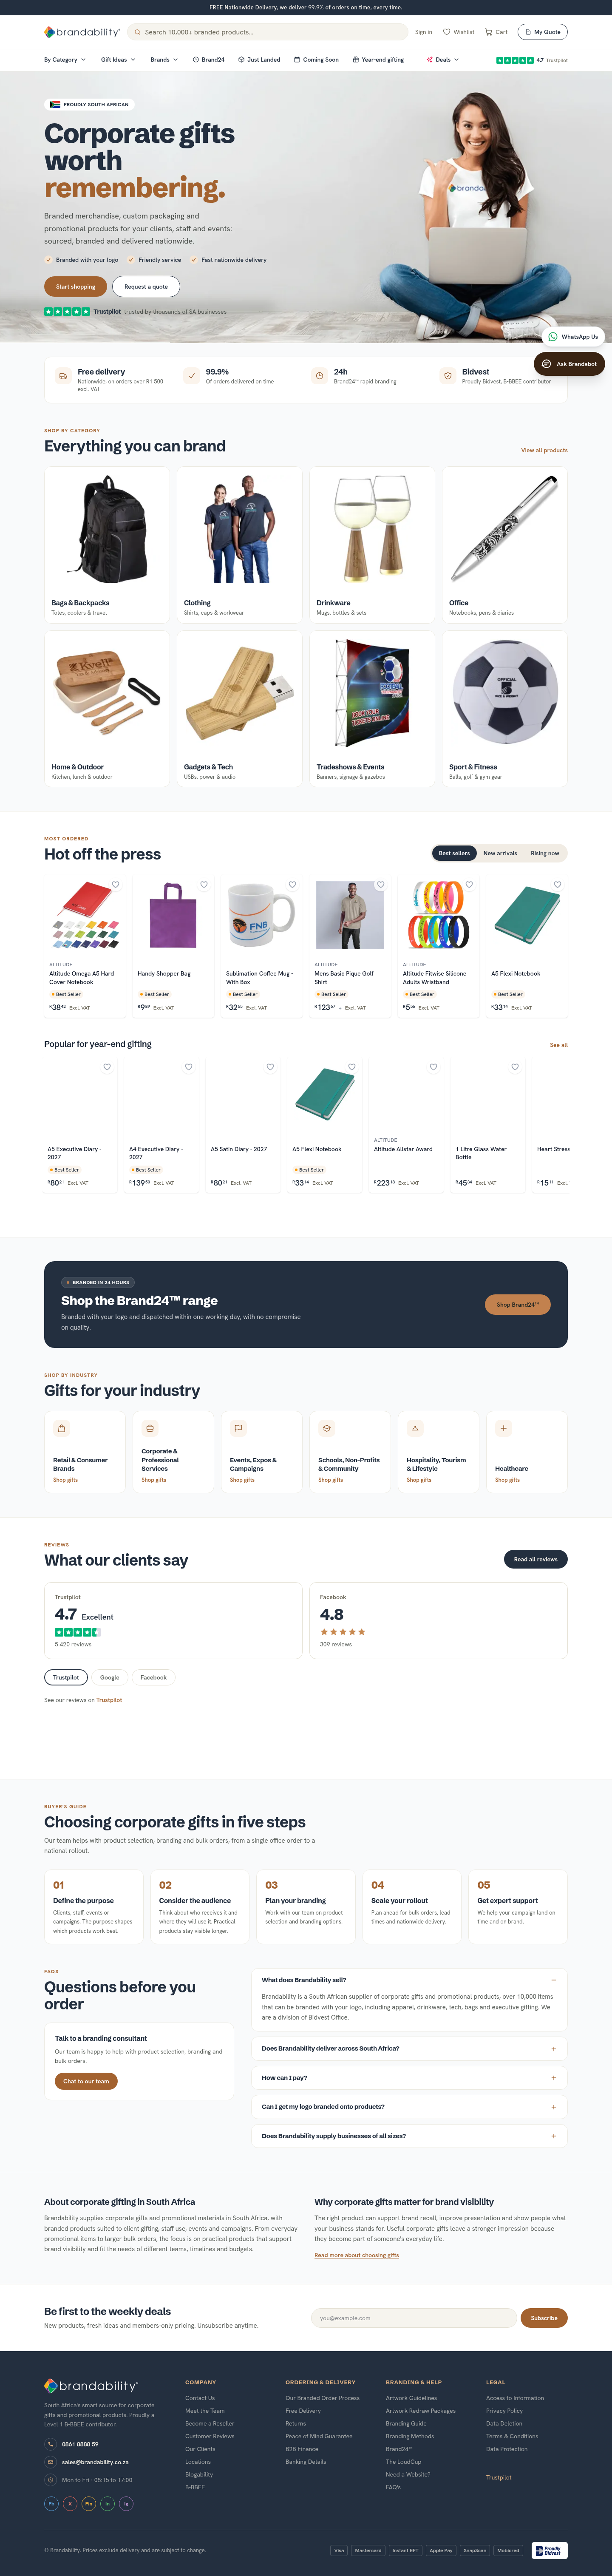 FREE Nationwide Delivery, we deliver 99.9% of orders on time, every time.
brandability
Search 10,000+ branded products...
Sign in
Wishlist
Cart
My Quote
By Category
Gift Ideas
Brands
Brand24
Just Landed
Coming Soon
Year-end gifting
Deals
4.7 Trustpilot
PROUDLY SOUTH AFRICAN
Corporate gifts
worth
remembering.
Branded merchandise, custom packaging and
promotional products for your clients, staff and events:
sourced, branded and delivered nationwide.
Branded with your logo
Friendly service
Fast nationwide delivery
Start shopping
Request a quote
Trustpilot trusted by thousands of SA businesses
WhatsApp Us
Ask Brandabot
Free delivery
Nationwide, on orders over R1 500
excl. VAT
99.9%
Of orders delivered on time
24h
Brand24™ rapid branding
Bidvest
Proudly Bidvest, B-BBEE contributor
SHOP BY CATEGORY
Everything you can brand
View all products
Bags & Backpacks
Totes, coolers & travel
Clothing
Shirts, caps & workwear
Drinkware
Mugs, bottles & sets
Office
Notebooks, pens & diaries
Home & Outdoor
Kitchen, lunch & outdoor
Gadgets & Tech
USBs, power & audio
Tradeshows & Events
Banners, signage & gazebos
Sport & Fitness
Balls, golf & gym gear
MOST ORDERED
Hot off the press
Best sellers
New arrivals
Rising now
ALTITUDE
Altitude Omega A5 Hard
Cover Notebook
Best Seller
R38 42 Excl. VAT
Handy Shopper Bag
Best Seller
Excl. VAT
FNB
Sublimation Coffee Mug -
With Box
Best Seller
Excl. VAT
ALTITUDE
Mens Basic Pique Golf
Shirt
Excl. VAT
ALTITUDE
Altitude Fitwise Silicone
Adults Wristband
Best Seller
Excl. VAT
A5 Flexi Notebook
Best Seller
R33 14 Excl. VAT
Popular for year-end gifting
See all
A5 Executive Diary -
2027
Best Seller
R80 21 Excl. VAT
A4 Executive Diary -
2027
Best Seller
Excl. VAT
A5 Satin Diary - 2027
R80 21 Excl. VAT
A5 Flexi Notebook
Best Seller
R33 14 Excl. VAT
ALTITUDE
Altitude Allstar Award
Excl. VAT
1 Litre Glass Water
Bottle
Excl. VAT
Heart Stress
R15 11 Excl.
BRANDED IN 24 HOURS
Shop the Brand24™ range
Branded with your logo and dispatched within one working day, with no compromise
on quality.
Shop Brand24™
SHOP BY INDUSTRY
Gifts for your industry
Retail & Consumer
Brands
Shop gifts
Corporate &
Professional
Services
Shop gifts
Events, Expos &
Campaigns
Shop gifts
Schools, Non-Profits
& Community
Shop gifts
Hospitality, Tourism
& Lifestyle
Shop gifts
Healthcare
Shop gifts
REVIEWS
What our clients say
Read all reviews
Trustpilot
4.7 Excellent
5 420 reviews
Facebook
4.8
309 reviews
Trustpilot
Google
Facebook
See our reviews on Trustpilot
BUYER'S GUIDE
Choosing corporate gifts in five steps
Our team helps with product selection, branding and bulk orders, from a single office order to a
national rollout.
01
Define the purpose
Clients, staff, events or
campaigns. The purpose shapes
which products work best.
02
Consider the audience
Think about who receives it and
where they will use it. Practical
products stay visible longer.
03
Plan your branding
Work with our team on product
selection and branding options.
04
Scale your rollout
Plan ahead for bulk orders, lead
times and nationwide delivery.
05
Get expert support
We help your campaign land on
time and on brand.
FAQS
Questions before you
order
Talk to a branding consultant
Our team is happy to help with product selection, branding and
bulk orders.
Chat to our team
What does Brandability sell?
Brandability is a South African supplier of corporate gifts and promotional products, over 10,000 items
that can be branded with your logo, including apparel, drinkware, tech, bags and executive gifting. We
are a division of Bidvest Office.
Does Brandability deliver across South Africa?
How can I pay?
Can I get my logo branded onto products?
Does Brandability supply businesses of all sizes?
About corporate gifting in South Africa
Brandability supplies corporate gifts and promotional materials in South Africa, with
branded products suited to client gifting, staff use, events and campaigns. From everyday
promotional items to larger bulk orders, the focus is on practical products that support
brand visibility and fit the needs of different teams, timelines and budgets.
Why corporate gifts matter for brand visibility
The right product can support brand recall, improve presentation and show people what
your business stands for. Useful corporate gifts leave a stronger impression because
they become part of someone's everyday life.
Read more about choosing gifts
Be first to the weekly deals
New products, fresh ideas and members-only pricing. Unsubscribe anytime.
you@example.com
Subscribe
brandability
South Africa's smart source for corporate
gifts and promotional products. Proudly a
Level 1 B-BBEE contributor.
0861 8888 59
sales@brandability.co.za
Mon to Fri · 08:15 to 17:00
Fb
X
Pin
In
Ig
COMPANY
Contact Us
Meet the Team
Become a Reseller
Customer Reviews
Our Clients
Locations
Blogability
B-BBEE
ORDERING & DELIVERY
Our Branded Order Process
Free Delivery
Returns
Peace of Mind Guarantee
B2B Finance
Banking Details
BRANDING & HELP
Artwork Guidelines
Artwork Redraw Packages
Branding Guide
Branding Methods
Brand24™
The LoudCup
Need a Website?
FAQ's
LEGAL
Access to Information
Privacy Policy
Data Deletion
Terms & Conditions
Data Protection
Trustpilot
© Brandability. Prices exclude delivery and are subject to change.
Visa
Mastercard
Instant EFT
Apple Pay
SnapScan
Mobicred
Proudly
Bidvest